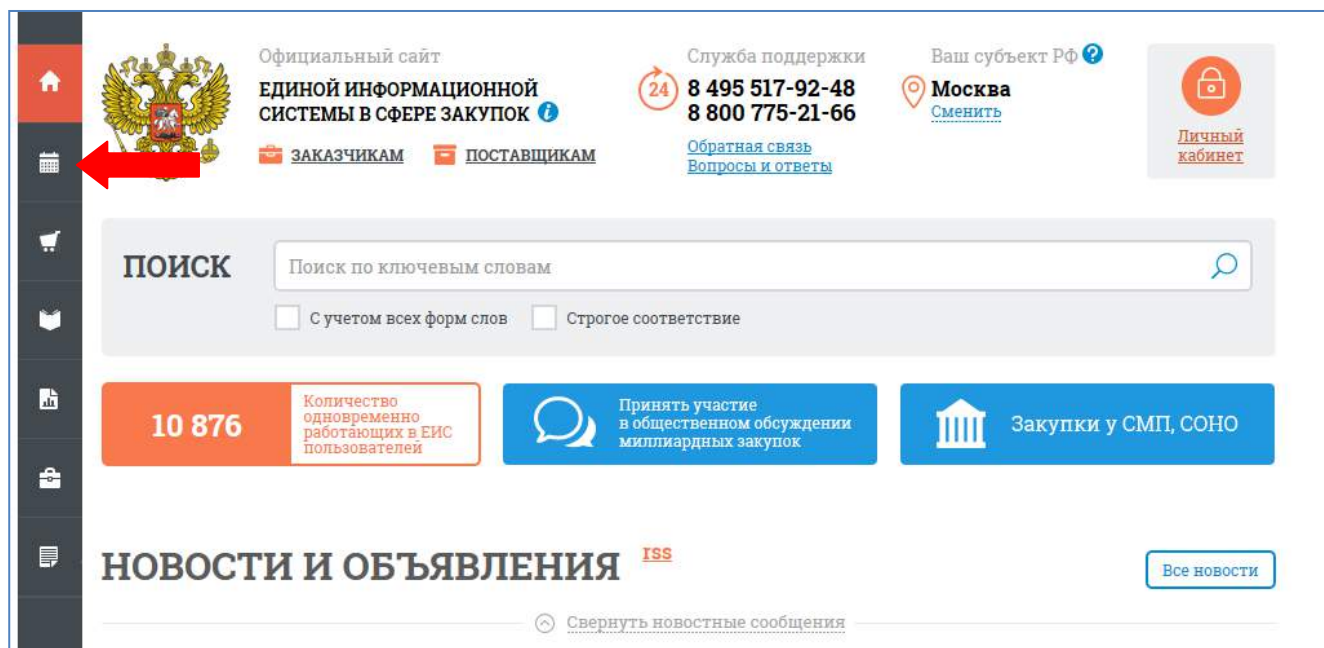 Официальный сайт
ЕДИНОЙ ИНФОРМАЦИОННОЙ
СИСТЕМЫ В СФЕРЕ ЗАКУПОК i
ЗАКАЗЧИКАМ ПОСТАВЩИКАМ
Служба поддержки
24 8 495 517-92-48
8 800 775-21-66
Обратная связь
Вопросы и ответы
Ваш субъект РФ ?
Москва
Сменить
Личный
кабинет
ПОИСК
Поиск по ключевым словам
С учетом всех форм слов Строгое соответствие
10 876
Количество
одновременно
работающих в ЕИС
пользователей
Принять участие
в общественном обсуждении
миллиардных закупок
Закупки у СМП, СОНО
НОВОСТИ И ОБЪЯВЛЕНИЯ rss
Все новости
Свернуть новостные сообщения